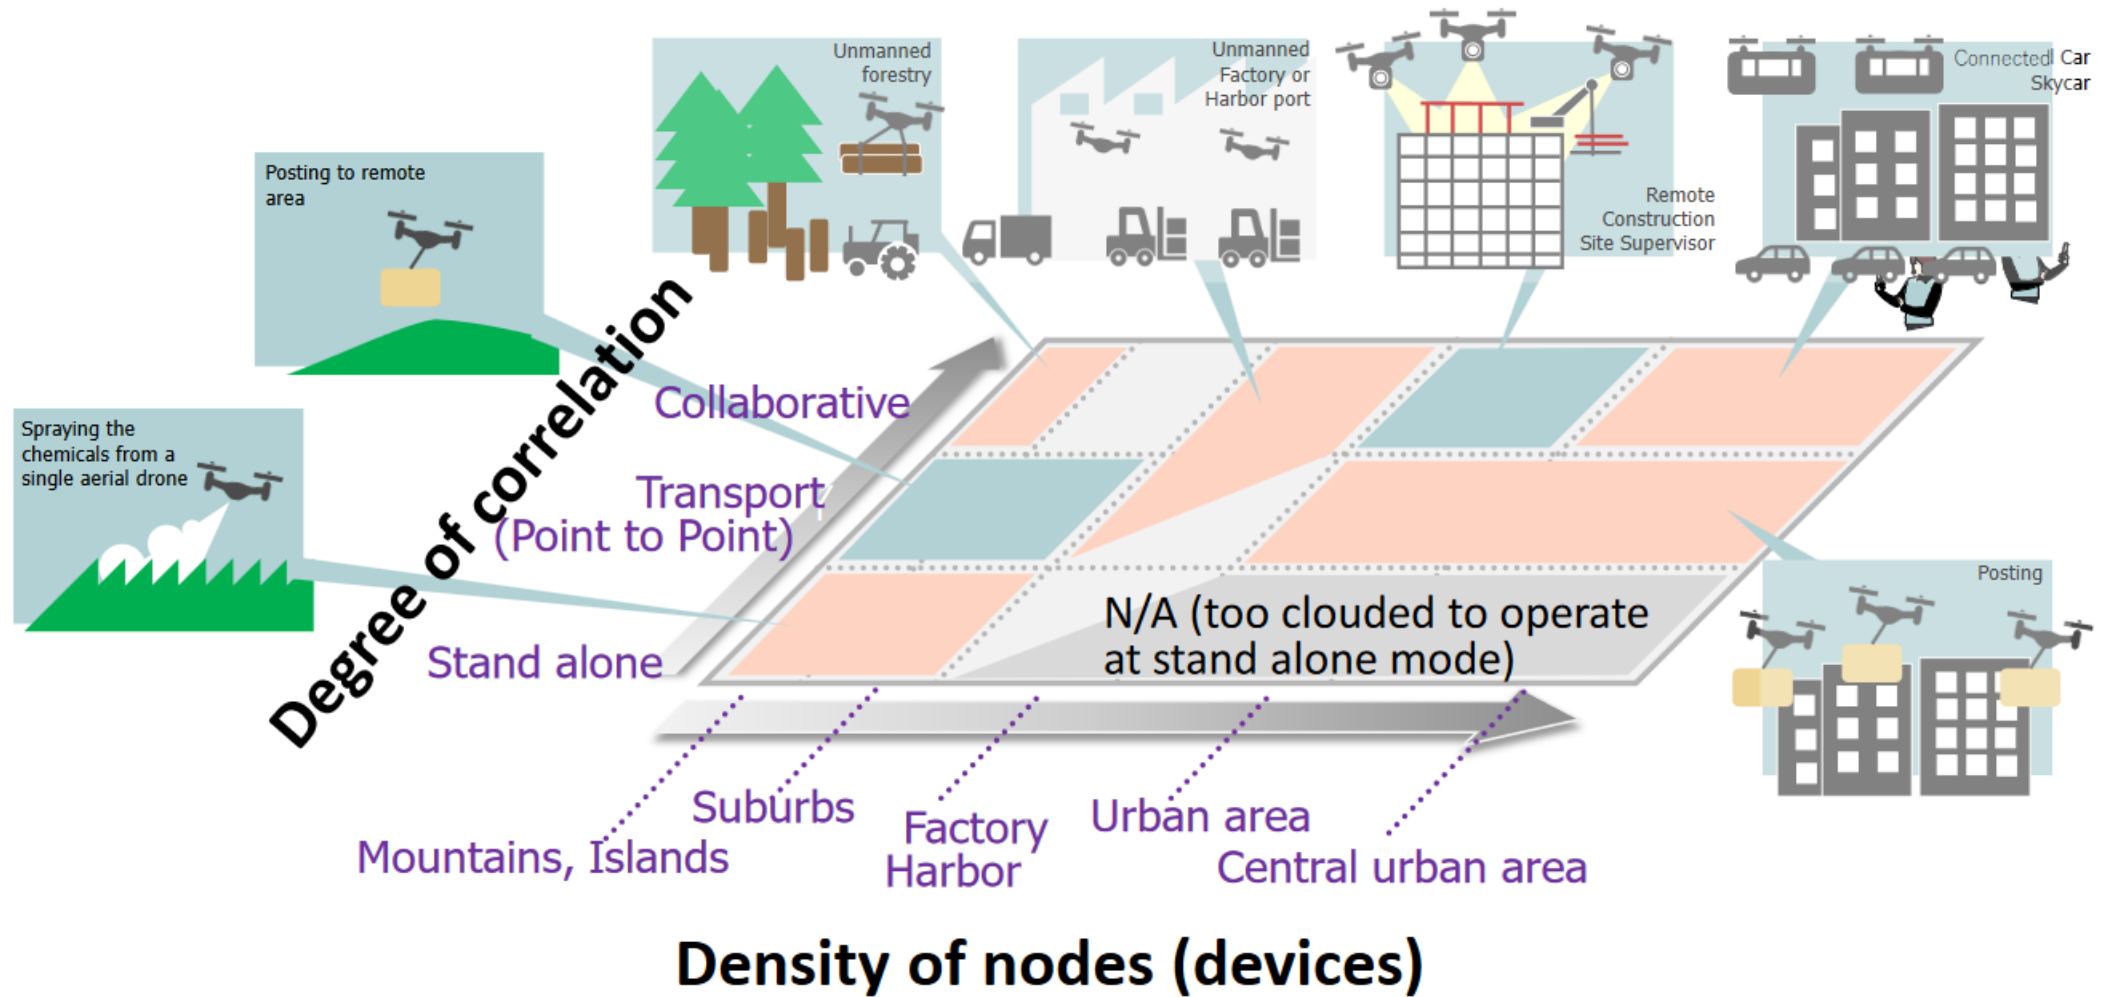 Unmanned
forestry
Unmanned
Factory or
Harbor port
Remote
Construction
Site Supervisor
Connected Car
Skycar
Posting to remote
area
Spraying the
chemicals from a
single aerial drone
Degree of correlation
Collaborative
Transport
(Point to Point)
Stand alone
N/A (too clouded to operate
at stand alone mode)
Posting
Mountains, Islands
Suburbs
Factory
Harbor
Urban area
Central urban area
Density of nodes (devices)